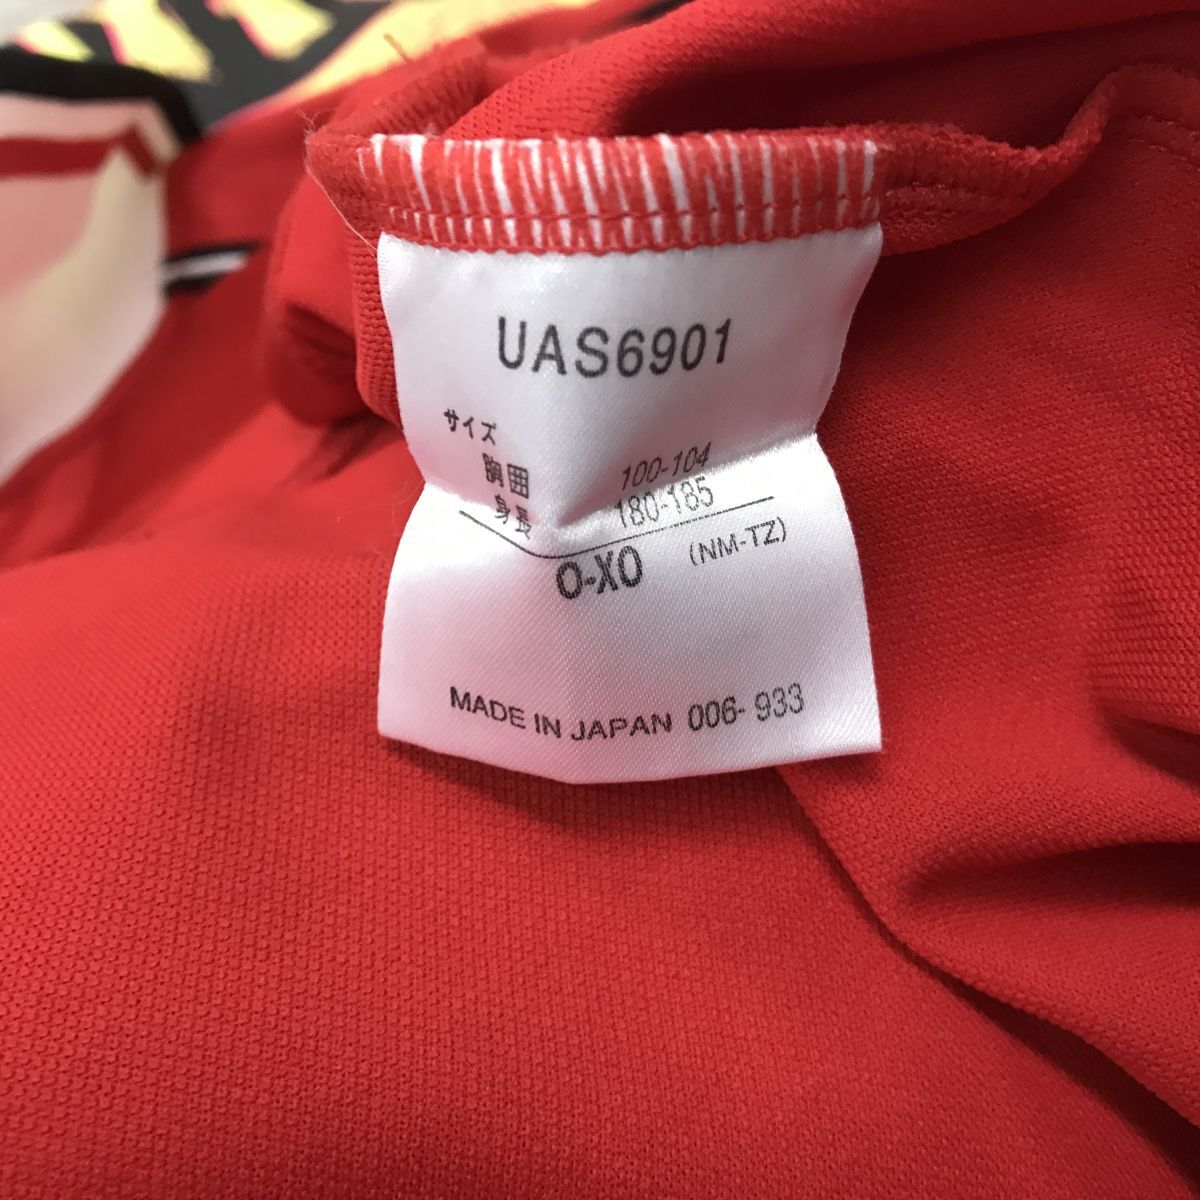 UAS6901
サイズ
胸囲 100-104
身長 180-185
O-XO (NM-TZ)
MADE IN JAPAN 006-933